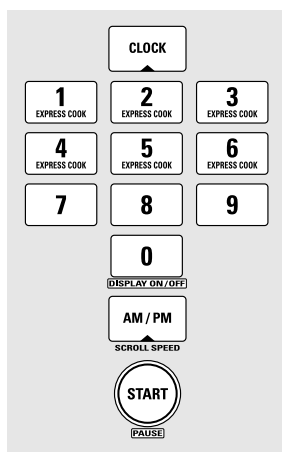 CLOCK
1 2 3
EXPRESS COOK EXPRESS COOK EXPRESS COOK
4 5 6
EXPRESS COOK EXPRESS COOK EXPRESS COOK
7 8 9
0
DISPLAY ON/OFF
AM / PM
SCROLL SPEED
START
PAUSE